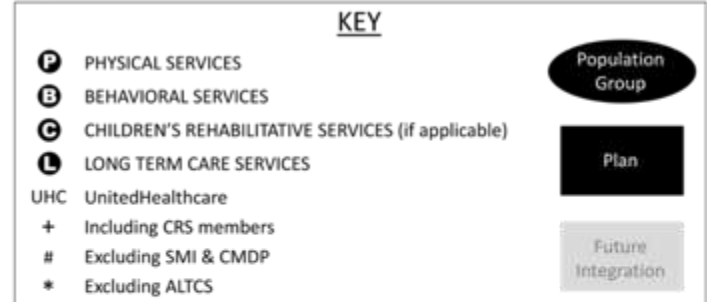 KEY
P PHYSICAL SERVICES
B BEHAVIORAL SERVICES
C CHILDREN'S REHABILITATIVE SERVICES (if applicable)
L LONG TERM CARE SERVICES
UHC UnitedHealthcare
+ Including CRS members
# Excluding SMI & CMDP
* Excluding ALTCS
Population
Group
Plan
Future
Integration